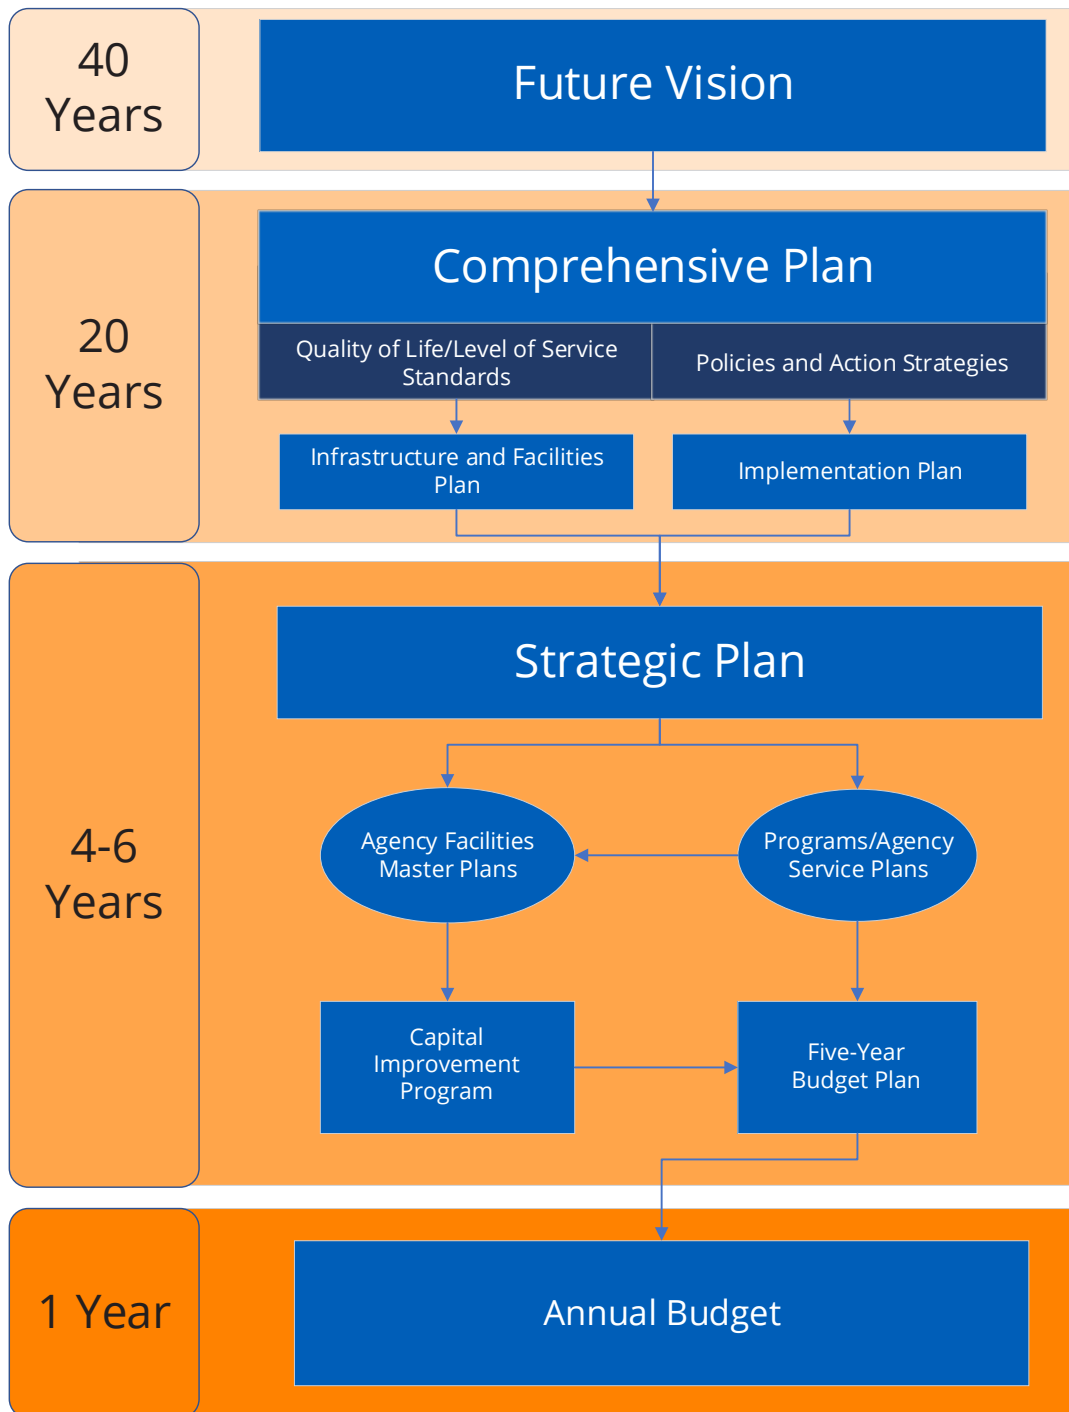 40
Years
Future Vision
20
Years
Comprehensive Plan
Quality of Life/Level of Service
Standards
Policies and Action Strategies
Infrastructure and Facilities
Plan
Implementation Plan
4-6
Years
Strategic Plan
Agency Facilities
Master Plans
Programs/Agency
Service Plans
Capital
Improvement
Program
Five-Year
Budget Plan
1 Year
Annual Budget